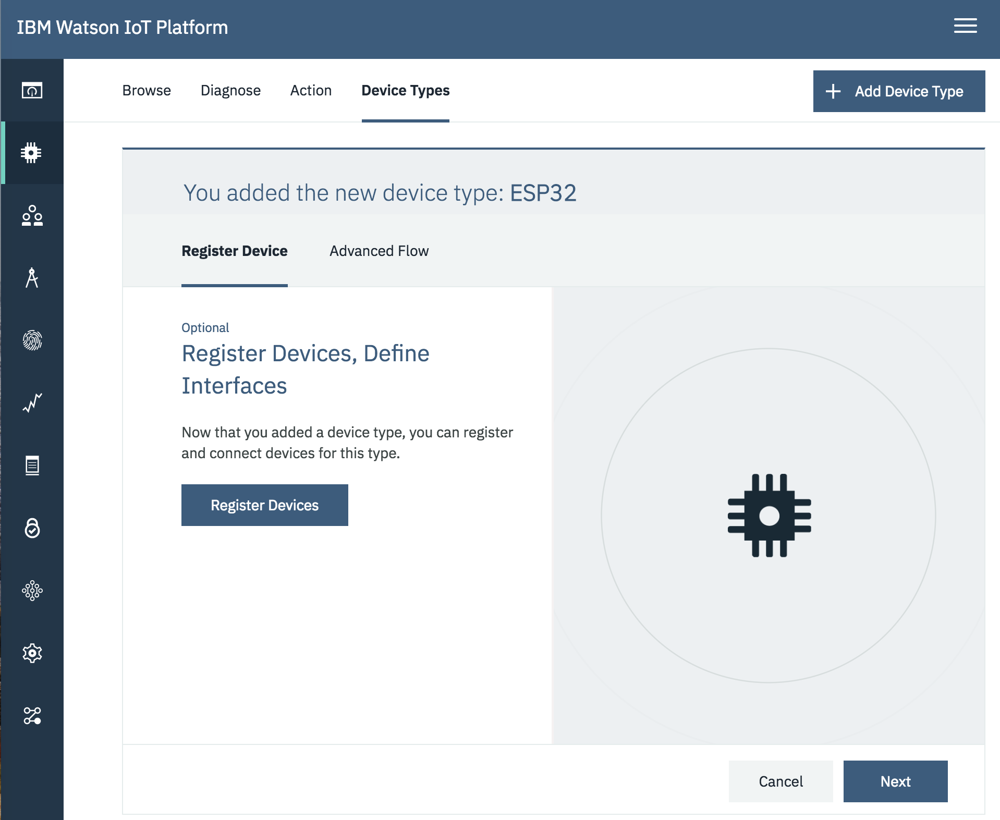 IBM Watson IoT Platform
Browse Diagnose Action Device Types
Add Device Type
You added the new device type: ESP32
Register Device Advanced Flow
Optional
Register Devices, Define
Interfaces
Now that you added a device type, you can register
and connect devices for this type.
Register Devices
Cancel Next